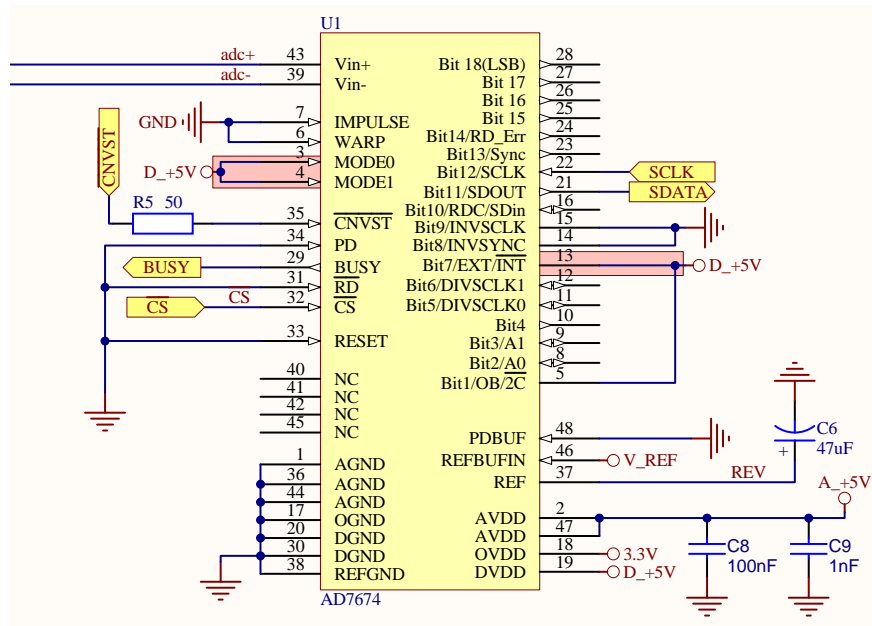 U1
adc+ 43 Vin+ Bit 18(LSB) 28
adc- 39 Vin- Bit 17 27
Bit 16 26
Bit 15 25
GND 7 IMPULSE Bit14/RD_Err 24
6 WARP Bit13/Sync 23
3 MODE0 Bit12/SCLK 22 SCLK
D_+5V 4 MODE1 Bit11/SDOUT 21 SDATA
CNVST
R5 50 Bit10/RDC/SDin 16
35 CNVST Bit9/INVSCLK 15
34 PD Bit8/INVSYNC 14
BUSY 29 BUSY Bit7/EXT/INT 13 D_+5V
31 RD Bit6/DIVSCLK1 12
CS CS 32 CS Bit5/DIVSCLK0 11
Bit4 10
33 RESET Bit3/A1 9
Bit2/A0 8
40 NC Bit1/OB/2C 5
41 NC
42 NC
45 NC PDBUF 48
C6
47uF
+
1 AGND REFBUFIN 46 V_REF
36 AGND REF 37 REV
44 AGND A_+5V
17 OGND AVDD 2
20 DGND AVDD 47
30 DGND OVDD 18 3.3V
38 REFGND DVDD 19 D_+5V
C8
100nF
C9
1nF
AD7674